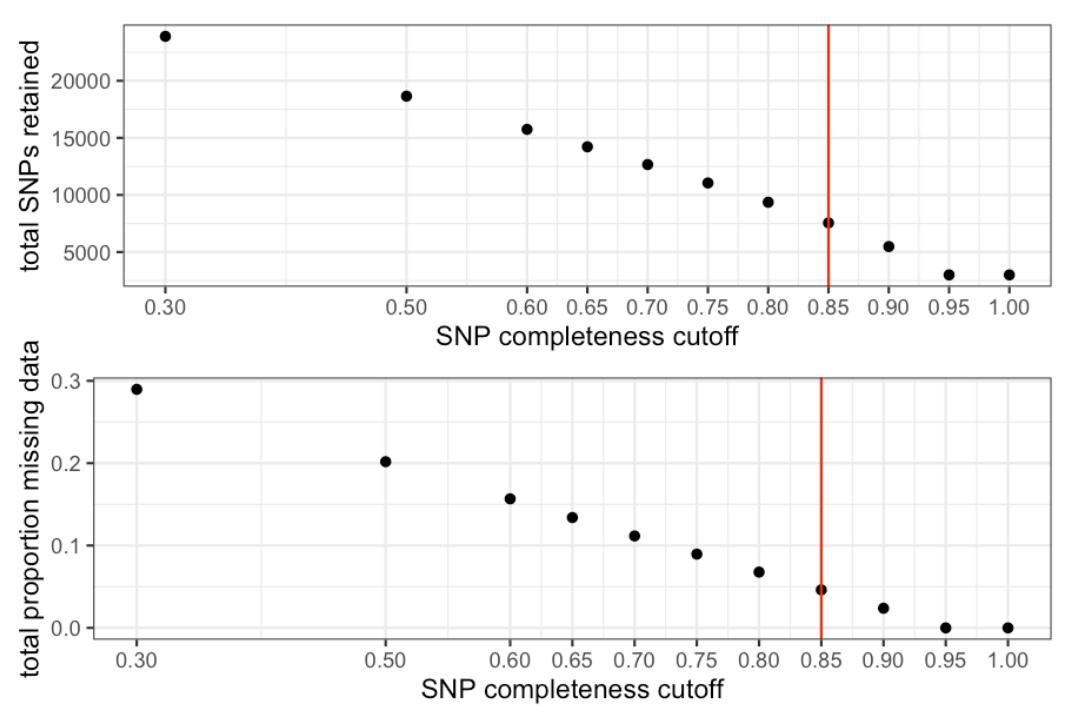 total SNPs retained
20000
15000
10000
5000
0.30 0.50 0.60 0.65 0.70 0.75 0.80 0.85 0.90 0.95 1.00
SNP completeness cutoff
total proportion missing data
0.3
0.2
0.1
0.0
0.30 0.50 0.60 0.65 0.70 0.75 0.80 0.85 0.90 0.95 1.00
SNP completeness cutoff